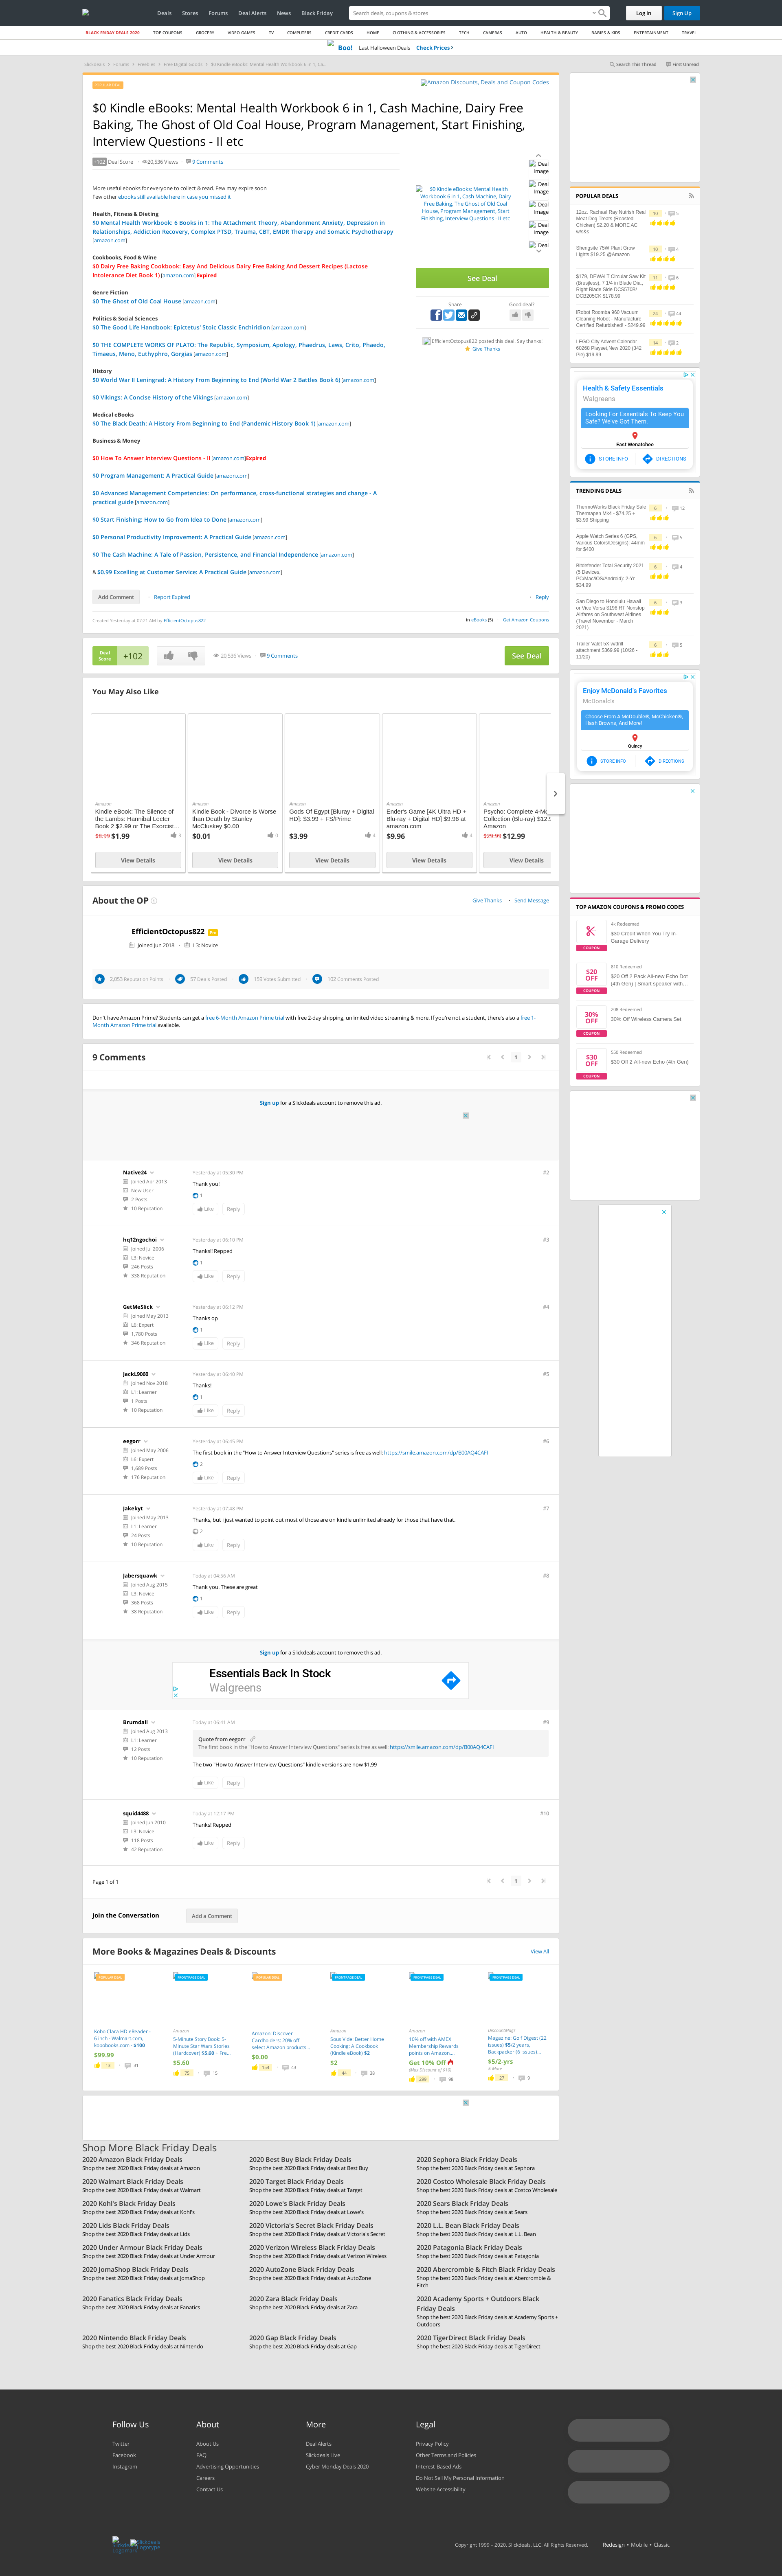 Deals
Stores
Forums
Deal Alerts
News
Black Friday
Search deals, coupons & stores
Log In
Sign Up
BLACK FRIDAY DEALS 2020
TOP COUPONS
GROCERY
VIDEO GAMES
TV
COMPUTERS
CREDIT CARDS
HOME
CLOTHING & ACCESSORIES
TECH
CAMERAS
AUTO
HEALTH & BEAUTY
BABIES & KIDS
ENTERTAINMENT
TRAVEL
Boo! Last Halloween Deals Check Prices
Slickdeals
Forums
Freebies
Free Digital Goods
$0 Kindle eBooks: Mental Health Workbook 6 in 1, Ca...
Search This Thread
First Unread
Amazon Discounts, Deals and Coupon Codes
$0 Kindle eBooks: Mental Health Workbook 6 in 1, Cash Machine, Dairy Free
Baking, The Ghost of Old Coal House, Program Management, Start Finishing,
Interview Questions - II etc
+102 Deal Score
20,536 Views
9 Comments
More useful ebooks for everyone to collect & read. Few may expire soon
Few other ebooks still available here in case you missed it
Health, Fitness & Dieting
$0 Mental Health Workbook: 6 Books in 1: The Attachment Theory, Abandonment Anxiety, Depression in
Relationships, Addiction Recovery, Complex PTSD, Trauma, CBT, EMDR Therapy and Somatic Psychotherapy
[amazon.com]
Cookbooks, Food & Wine
$0 Dairy Free Baking Cookbook: Easy And Delicious Dairy Free Baking And Dessert Recipes (Lactose
Intolerance Diet Book 1) [amazon.com] Expired
Genre Fiction
$0 The Ghost of Old Coal House [amazon.com]
Politics & Social Sciences
$0 The Good Life Handbook: Epictetus' Stoic Classic Enchiridion [amazon.com]
$0 THE COMPLETE WORKS OF PLATO: The Republic, Symposium, Apology, Phaedrus, Laws, Crito, Phaedo,
Timaeus, Meno, Euthyphro, Gorgias [amazon.com]
History
$0 World War II Leningrad: A History From Beginning to End (World War 2 Battles Book 6) [amazon.com]
$0 Vikings: A Concise History of the Vikings [amazon.com]
Medical eBooks
$0 The Black Death: A History From Beginning to End (Pandemic History Book 1) [amazon.com]
Business & Money
$0 How To Answer Interview Questions - II [amazon.com]Expired
$0 Program Management: A Practical Guide [amazon.com]
$0 Advanced Management Competencies: On performance, cross-functional strategies and change - A
practical guide [amazon.com]
$0 Start Finishing: How to Go from Idea to Done [amazon.com]
$0 Personal Productivity Improvement: A Practical Guide [amazon.com]
$0 The Cash Machine: A Tale of Passion, Persistence, and Financial Independence [amazon.com]
& $0.99 Excelling at Customer Service: A Practical Guide [amazon.com]
Add Comment
Report Expired
Reply
Created Yesterday at 07:21 AM by EfficientOctopus822
in eBooks (5)
Get Amazon Coupons
$0 Kindle eBooks: Mental Health
Workbook 6 in 1, Cash Machine, Dairy
Free Baking, The Ghost of Old Coal
House, Program Management, Start
Finishing, Interview Questions - II etc
Deal
Image
Deal
Image
Deal
Image
Deal
Image
Deal
See Deal
Share
Good deal?
EfficientOctopus822 posted this deal. Say thanks!
Give Thanks
Deal
Score
+102
20,536 Views
9 Comments
See Deal
You May Also Like
Amazon
Kindle eBook: The Silence of
the Lambs: Hannibal Lecter
Book 2 $2.99 or The Exorcist...
$8.99 $1.99
3
View Details
Amazon
Kindle Book - Divorce is Worse
than Death by Stanley
McCluskey $0.00
$0.01
0
View Details
Amazon
Gods Of Egypt [Bluray + Digital
HD]: $3.99 + FS/Prime
$3.99
4
View Details
Amazon
Ender's Game [4K Ultra HD +
Blu-ray + Digital HD] $9.96 at
amazon.com
$9.96
4
View Details
Amazon
Psycho: Complete 4-Mo
Collection (Blu-ray) $12.9
Amazon
$29.99 $12.99
View Details
About the OP
Give Thanks
Send Message
EfficientOctopus822 Pro
Joined Jun 2018
L3: Novice
2,053 Reputation Points
57 Deals Posted
159 Votes Submitted
102 Comments Posted
Don't have Amazon Prime? Students can get a free 6-Month Amazon Prime trial with free 2-day shipping, unlimited video streaming & more. If you're not a student, there's also a free 1-
Month Amazon Prime trial available.
9 Comments
1
Sign up for a Slickdeals account to remove this ad.
Native24
Joined Apr 2013
New User
2 Posts
10 Reputation
Yesterday at 05:30 PM
#2
Thank you!
1
Like
Reply
hq12ngochoi
Joined Jul 2006
L3: Novice
246 Posts
338 Reputation
Yesterday at 06:10 PM
#3
Thanks!! Repped
1
Like
Reply
GetMeSlick
Joined May 2013
L6: Expert
1,780 Posts
346 Reputation
Yesterday at 06:12 PM
#4
Thanks op
1
Like
Reply
JackL9060
Joined Nov 2018
L1: Learner
1 Posts
10 Reputation
Yesterday at 06:40 PM
#5
Thanks!
1
Like
Reply
eegorr
Joined May 2006
L6: Expert
1,689 Posts
176 Reputation
Yesterday at 06:45 PM
#6
The first book in the "How to Answer Interview Questions" series is free as well: https://smile.amazon.com/dp/B00AQ4CAFI
2
Like
Reply
Jakekyt
Joined May 2013
L1: Learner
24 Posts
10 Reputation
Yesterday at 07:48 PM
#7
Thanks, but i just wanted to point out most of those are on kindle unlimited already for those that have that.
2
Like
Reply
Jabersquawk
Joined Aug 2015
L3: Novice
368 Posts
38 Reputation
Today at 04:56 AM
#8
Thank you. These are great
1
Like
Reply
Sign up for a Slickdeals account to remove this ad.
Essentials Back In Stock
Walgreens
Brumdail
Joined Aug 2013
L1: Learner
12 Posts
10 Reputation
Today at 06:41 AM
#9
Quote from eegorr
The first book in the "How to Answer Interview Questions" series is free as well: https://smile.amazon.com/dp/B00AQ4CAFI
The two "How to Answer Interview Questions" kindle versions are now $1.99
Like
Reply
squid4488
Joined Jun 2010
L3: Novice
118 Posts
42 Reputation
Today at 12:17 PM
#10
Thanks! Repped
Like
Reply
Page 1 of 1
1
Join the Conversation
Add a Comment
More Books & Magazines Deals & Discounts
View All
Kobo Clara HD eReader -
6 inch - Walmart.com,
kobobooks.com - $100
$99.99
13
31
Amazon
5-Minute Story Book: 5-
Minute Star Wars Stories
(Hardcover) $5.60 + Fre...
$5.60
75
15
Amazon: Discover
Cardholders: 20% off
select Amazon products...
$0.00
154
43
Amazon
Sous Vide: Better Home
Cooking: A Cookbook
(Kindle eBook) $2
$2
44
38
Amazon
10% off with AMEX
Membership Rewards
points on Amazon...
Get 10% Off
(Max Discount of $10)
299
98
DiscountMags
Magazine: Golf Digest (22
issues) $5/2 years,
Backpacker (6 issues)...
$5/2-yrs
& More
27
9
Shop More Black Friday Deals
2020 Amazon Black Friday Deals
Shop the best 2020 Black Friday deals at Amazon
2020 Best Buy Black Friday Deals
Shop the best 2020 Black Friday deals at Best Buy
2020 Sephora Black Friday Deals
Shop the best 2020 Black Friday deals at Sephora
2020 Walmart Black Friday Deals
Shop the best 2020 Black Friday deals at Walmart
2020 Target Black Friday Deals
Shop the best 2020 Black Friday deals at Target
2020 Costco Wholesale Black Friday Deals
Shop the best 2020 Black Friday deals at Costco Wholesale
2020 Kohl's Black Friday Deals
Shop the best 2020 Black Friday deals at Kohl's
2020 Lowe's Black Friday Deals
Shop the best 2020 Black Friday deals at Lowe's
2020 Sears Black Friday Deals
Shop the best 2020 Black Friday deals at Sears
2020 Lids Black Friday Deals
Shop the best 2020 Black Friday deals at Lids
2020 Victoria's Secret Black Friday Deals
Shop the best 2020 Black Friday deals at Victoria's Secret
2020 L.L. Bean Black Friday Deals
Shop the best 2020 Black Friday deals at L.L. Bean
2020 Under Armour Black Friday Deals
Shop the best 2020 Black Friday deals at Under Armour
2020 Verizon Wireless Black Friday Deals
Shop the best 2020 Black Friday deals at Verizon Wireless
2020 Patagonia Black Friday Deals
Shop the best 2020 Black Friday deals at Patagonia
2020 JomaShop Black Friday Deals
Shop the best 2020 Black Friday deals at JomaShop
2020 AutoZone Black Friday Deals
Shop the best 2020 Black Friday deals at AutoZone
2020 Abercrombie & Fitch Black Friday Deals
Shop the best 2020 Black Friday deals at Abercrombie &
Fitch
2020 Fanatics Black Friday Deals
Shop the best 2020 Black Friday deals at Fanatics
2020 Zara Black Friday Deals
Shop the best 2020 Black Friday deals at Zara
2020 Academy Sports + Outdoors Black
Friday Deals
Shop the best 2020 Black Friday deals at Academy Sports +
Outdoors
2020 Nintendo Black Friday Deals
Shop the best 2020 Black Friday deals at Nintendo
2020 Gap Black Friday Deals
Shop the best 2020 Black Friday deals at Gap
2020 TigerDirect Black Friday Deals
Shop the best 2020 Black Friday deals at TigerDirect
POPULAR DEALS
12oz. Rachael Ray Nutrish Real
Meat Dog Treats (Roasted
Chicken) $2.20 & MORE AC
w/s&s
10
5
Shengsite 75W Plant Grow
Lights $19.25 @Amazon
10
4
$179, DEWALT Circular Saw Kit
(Brushless), 7 1/4 in Blade Dia.,
Right Blade Side DCS570B/
DCB205CK $178.99
11
6
iRobot Roomba 960 Vacuum
Cleaning Robot - Manufacture
Certified Refurbished! - $249.99
24
44
LEGO City Advent Calendar
60268 Playset,New 2020 (342
Pie) $19.99
14
2
Health & Safety Essentials
Walgreens
Looking For Essentials To Keep You
Safe? We've Got Them.
East Wenatchee
STORE INFO
DIRECTIONS
TRENDING DEALS
ThermoWorks Black Friday Sale
Thermapen Mk4 - $74.25 +
$3.99 Shipping
6
12
Apple Watch Series 6 (GPS,
Various Colors/Designs): 44mm
for $400
6
5
Bitdefender Total Security 2021
(5 Devices,
PC/MacIOS/Android): 2-Yr
$34.99
6
4
San Diego to Honolulu Hawaii
or Vice Versa $196 RT Nonstop
Airfares on Southwest Airlines
(Travel November - March
2021)
6
3
Trailer Valet 5X w/drill
attachment $369.99 (10/26 -
11/20)
6
5
Enjoy McDonald's Favorites
McDonald's
Choose From A McDouble®, McChicken®,
Hash Browns, And More!
Quincy
STORE INFO
DIRECTIONS
TOP AMAZON COUPONS & PROMO CODES
COUPON
4k Redeemed
$30 Credit When You Try In-
Garage Delivery
$20
OFF
COUPON
810 Redeemed
$20 Off 2 Pack All-new Echo Dot
(4th Gen) | Smart speaker with...
30%
OFF
COUPON
208 Redeemed
30% Off Wireless Camera Set
$30
OFF
COUPON
550 Redeemed
$30 Off 2 All-new Echo (4th Gen)
Follow Us
Twitter
Facebook
Instagram
About
About Us
FAQ
Advertising Opportunities
Careers
Contact Us
More
Deal Alerts
Slickdeals Live
Cyber Monday Deals 2020
Legal
Privacy Policy
Other Terms and Policies
Interest-Based Ads
Do Not Sell My Personal Information
Website Accessibility
Copyright 1999 - 2020. Slickdeals, LLC. All Rights Reserved.
Redesign • Mobile • Classic